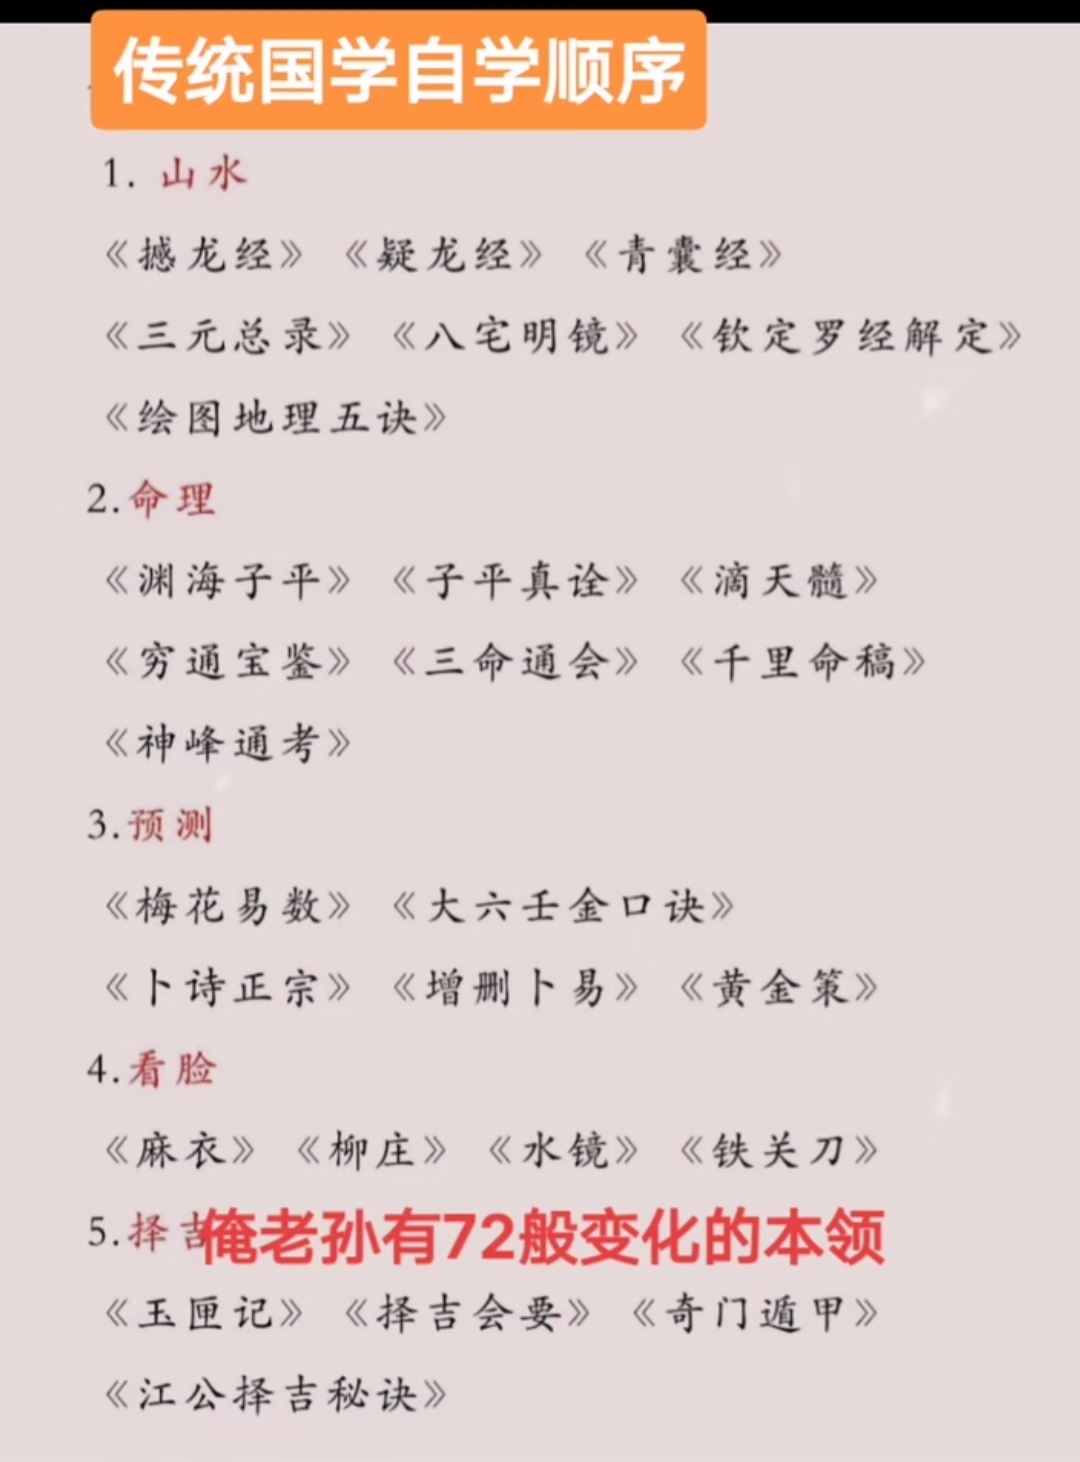 传统国学自学顺序
1. 山水
《撼龙经》 《疑龙经》 《青囊经》
《三元总录》 《八宅明镜》 《钦定罗经解定》
《绘图地理五诀》
2.命理
《渊海子平》 《子平真诠》 《滴天髓》
《穷通宝鉴》 《三命通会》 《千里命稿》
《神峰通考》
3.预测
《梅花易数》 《大六壬金口诀》
《卜诗正宗》 《增删卜易》 《黄金策》
4.看脸
《麻衣》 《柳庄》 《水镜》 《铁关刀》
5.择吉
俺老孙有72般变化的本领
《玉匣记》 《择吉会要》 《奇门遁甲》
《江公择吉秘诀》